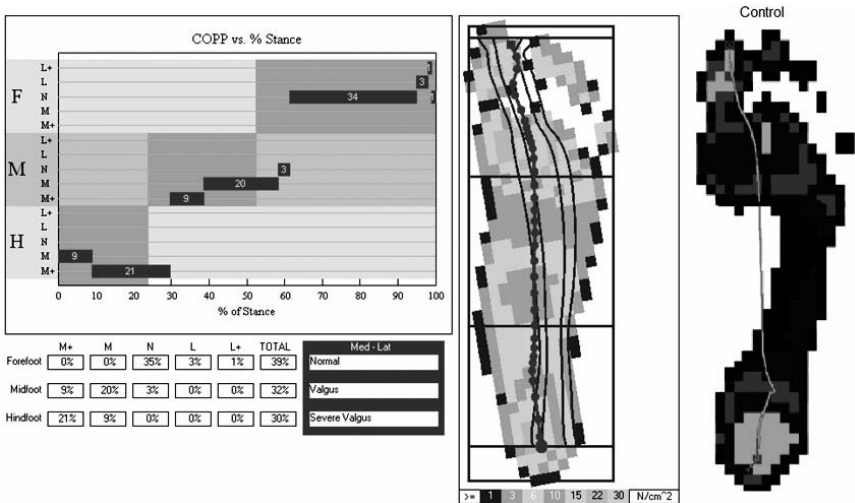 Control
COPP vs. % Stance
F
L+
L
N
M
M+
1
3
34
1
M
L+
L
N
M
M+
3
20
9
H
L+
L
N
M
M+
9
21
0 10 20 30 40 50 60 70 80 90 100
% of Stance
M+ M N L L+ TOTAL Med - Lat
Forefoot 0% 0% 35% 3% 1% 39% Normal
Midfoot 9% 20% 3% 0% 0% 32% Valgus
Hindfoot 21% 9% 0% 0% 0% 30% Severe Valgus
>= 1 3 6 10 15 22 30 N/cm^2